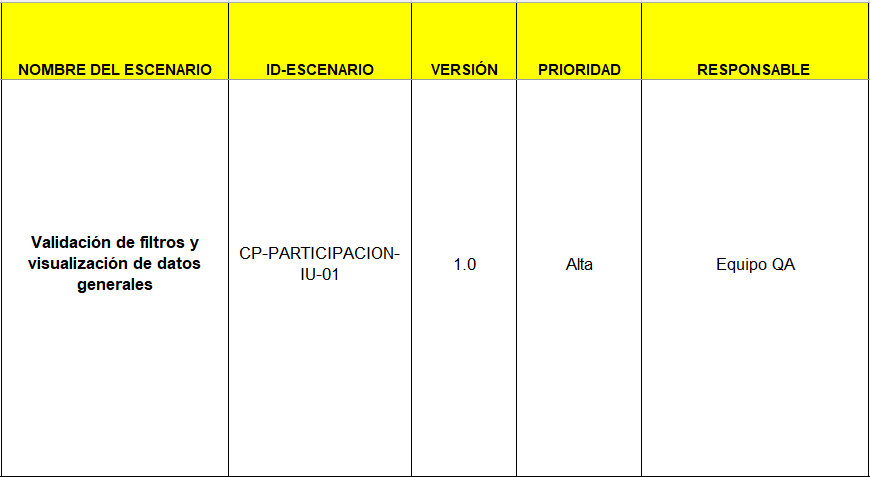 NOMBRE DEL ESCENARIO ID-ESCENARIO VERSIÓN PRIORIDAD RESPONSABLE
Validación de filtros y
visualización de datos
generales
CP-PARTICIPACION-
IU-01
1.0
Alta
Equipo QA